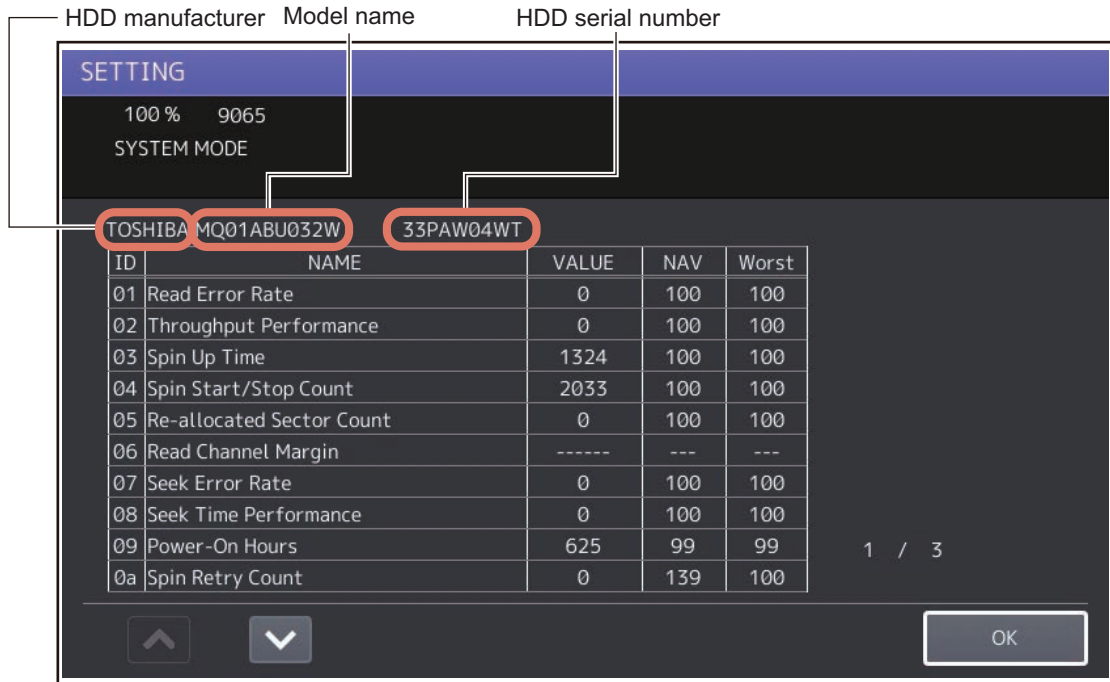 HDD manufacturer Model name HDD serial number
SETTING
100 % 9065
SYSTEM MODE
TOSHIBA MQ01ABU032W 33PAW04WT
ID NAME VALUE NAV Worst
01 Read Error Rate 0 100 100
02 Throughput Performance 0 100 100
03 Spin Up Time 1324 100 100
04 Spin Start/Stop Count 2033 100 100
05 Re-allocated Sector Count 0 100 100
06 Read Channel Margin ------ --- ---
07 Seek Error Rate 0 100 100
08 Seek Time Performance 0 100 100
09 Power-On Hours 625 99 99
0a Spin Retry Count 0 139 100
1 / 3
OK